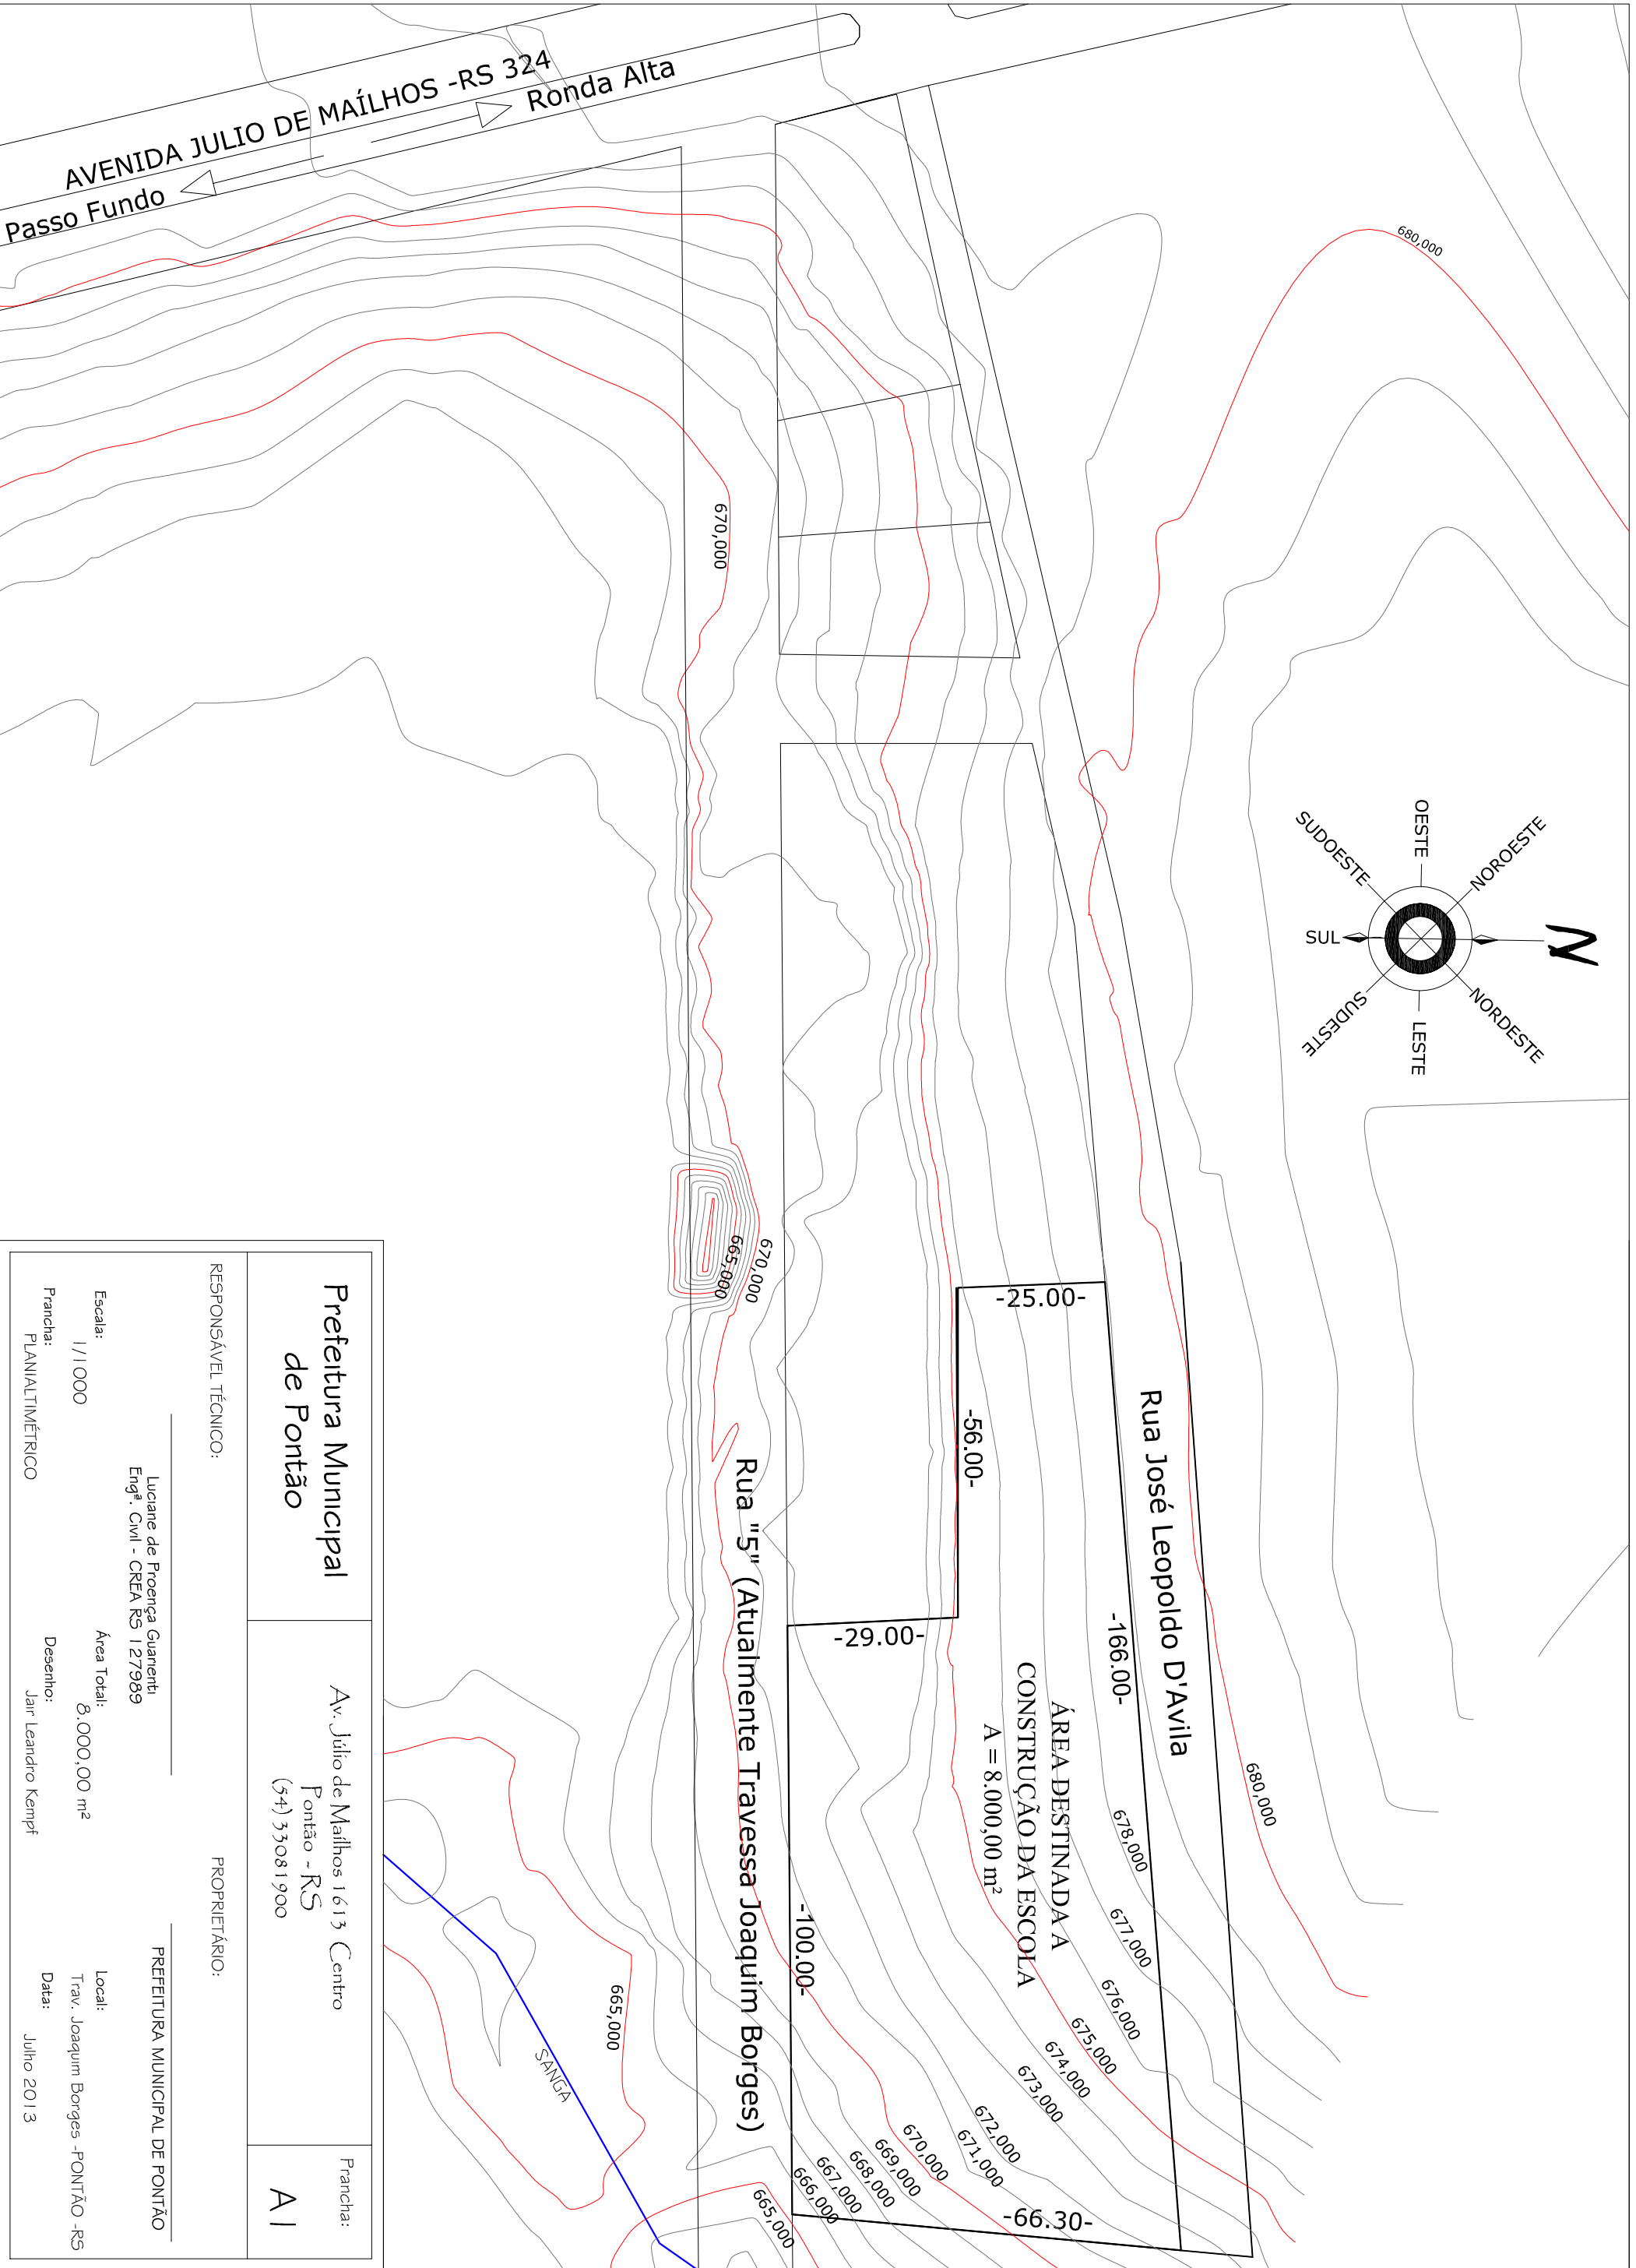 AVENIDA JULIO DE MAÍLHOS -RS 324
Ronda Alta
Passo Fundo
680,000
670,000
N
NOROESTE
OESTE
SUDOESTE
SUL
SUDESTE
LESTE
NORDESTE
665,000
670,000
-25.00-
-56.00-
-29.00-
-166.00-
-100.00-
-66.30-
Rua José Leopoldo D'Avila
Rua "5" (Atualmente Travessa Joaquim Borges)
ÁREA DESTINADA A
CONSTRUÇÃO DA ESCOLA
A = 8.000,00 m²
680,000
678,000
677,000
676,000
675,000
674,000
673,000
672,000
671,000
670,000
669,000
668,000
667,000
666,000
665,000
665,000
SANGA
Prefeitura Municipal
de Pontão
Av. Júlio de Maílhos 1613 Centro
Pontão -RS
(54) 33081900
Prancha:
A1
RESPONSÁVEL TÉCNICO:
PROPRIETÁRIO:
Luciane de Proença Guarienti
Engª. Civil - CREA RS 127989
PREFEITURA MUNICIPAL DE PONTÃO
Escala:
1/1000
Área Total:
8.000,00 m²
Local:
Trav. Joaquim Borges -PONTÃO -RS
Prancha:
PLANIALTIMÉTRICO
Desenho:
Jair Leandro Kempf
Data:
Julho 2013